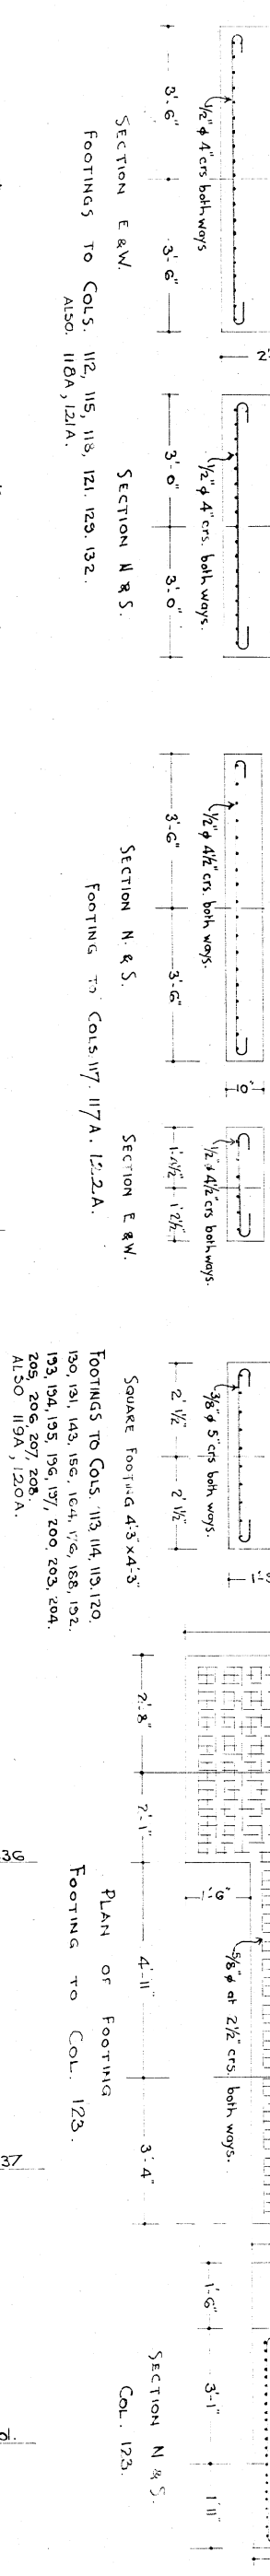 1/2" φ 4" crs both ways
3'. 6"
3'- 6"
SECTION E & W.
FOOTINGS TO COLS. 112, 115, 118, 121. 129. 132.
ALSO. 118A, 121A.
1/2" φ 4" crs. both ways.
3'- 0"
3'. 0"
SECTION N & S.
1/2" φ 4 1/2" crs. both ways.
3'-6"
3'-6"
10"
SECTION N. & S.
FOOTING TO COLS. 117. 117A. 122A.
1/2" φ 4 1/2" crs both ways.
1' 2 1/2"
SECTION E & W.
3/8" φ 5" crs both ways.
2' 1/2"
2' 1/2"
SQUARE FOOTING 4'-3" x 4'-3"
FOOTINGS TO COLS. 113, 114, 119. 120.
130, 131, 143, 156, 164, 176, 188, 192.
193, 194, 195, 196, 197, 200, 203, 204.
205, 206, 207, 208.
ALSO 119A, 120A.
5/8" φ at 2 1/2" crs. both ways.
1'-6"
2'-8"
2'-1"
4'-11"
3'- 4"
PLAN OF FOOTING
FOOTING TO COL. 123.
36
37
1'-6"
3'-1"
1' 11"
SECTION N & S.
COL. 123.